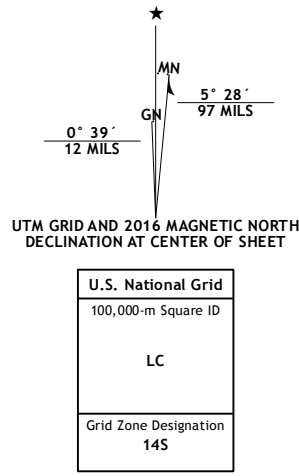 MN
GN
5° 28´
97 MILS
0° 39´
12 MILS
UTM GRID AND 2016 MAGNETIC NORTH
DECLINATION AT CENTER OF SHEET
U.S. National Grid
100,000-m Square ID
LC
Grid Zone Designation
14S